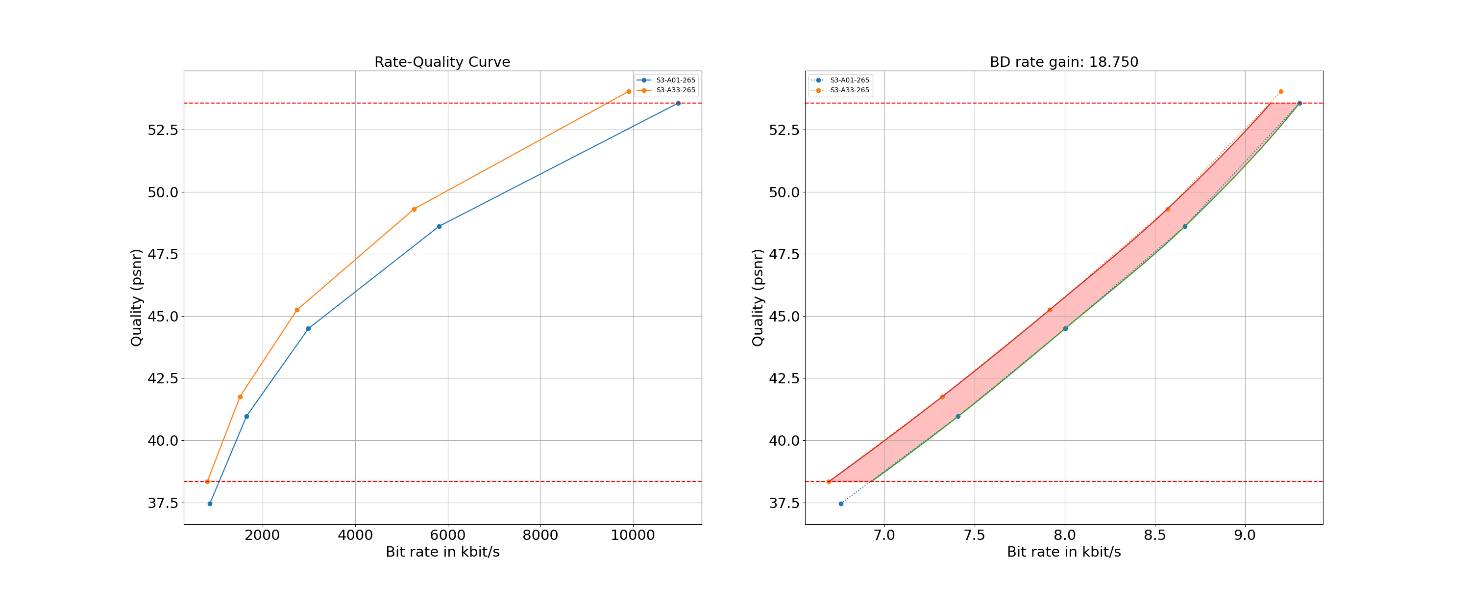 Rate-Quality Curve
S3-A01-265
S3-A33-265
52.5
50.0
47.5
45.0
42.5
40.0
37.5
Quality (psnr)
2000 4000 6000 8000 10000
Bit rate in kbit/s
BD rate gain: 18.750
S3-A01-265
S3-A33-265
52.5
50.0
47.5
45.0
42.5
40.0
37.5
Quality (psnr)
7.0 7.5 8.0 8.5 9.0
Bit rate in kbit/s